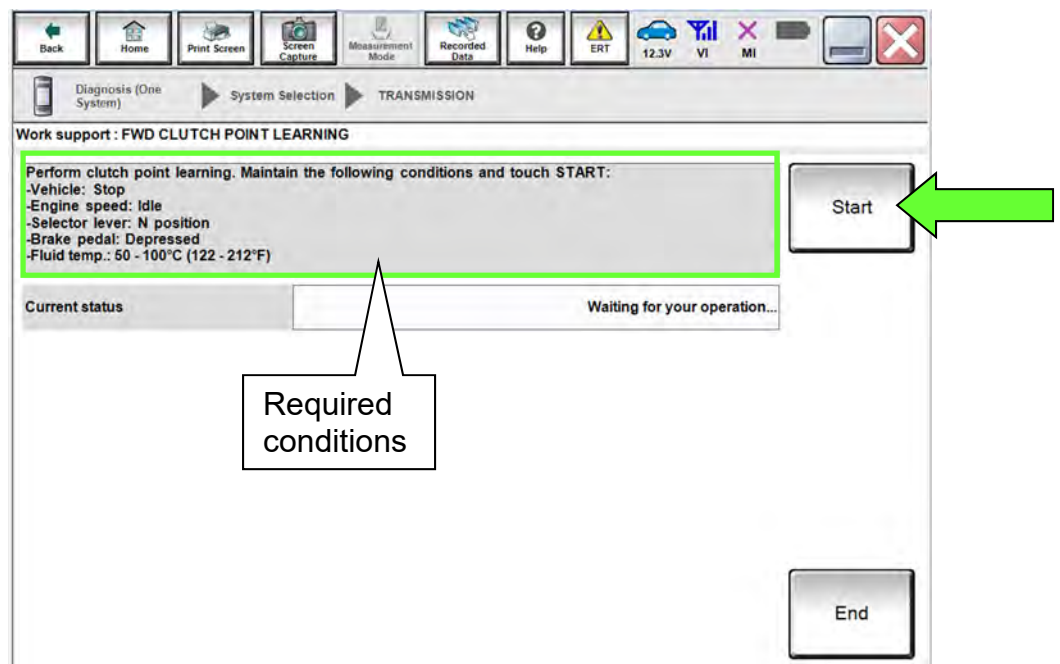 Back
Home
Print Screen
Screen
Capture
Measurement
Mode
Recorded
Data
Help
ERT
12.3V
VI
MI
Diagnosis (One
System)
System Selection
TRANSMISSION
Work support : FWD CLUTCH POINT LEARNING
Perform clutch point learning. Maintain the following conditions and touch START:
-Vehicle: Stop
-Engine speed: Idle
-Selector lever: N position
-Brake pedal: Depressed
-Fluid temp.: 50 - 100°C (122 - 212°F)
Start
Current status
Waiting for your operation...
Required
conditions
End